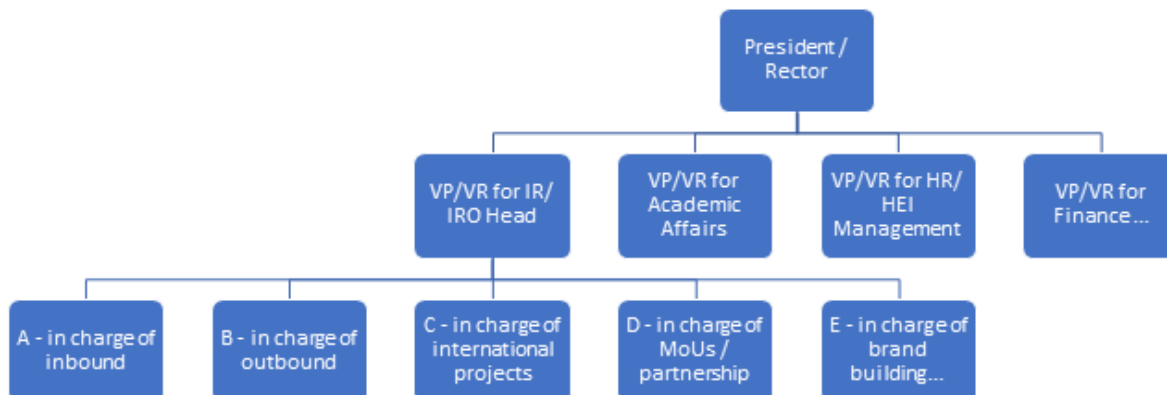 President /
Rector
VP/VR for IR/
IRO Head
VP/VR for
Academic
Affairs
VP/VR for HR/
HEI
Management
VP/VR for
Finance ...
A - in charge of
inbound
B - in charge of
outbound
C - in charge of
international
projects
D - in charge of
MoUs /
partnership
E - in charge of
brand
building...